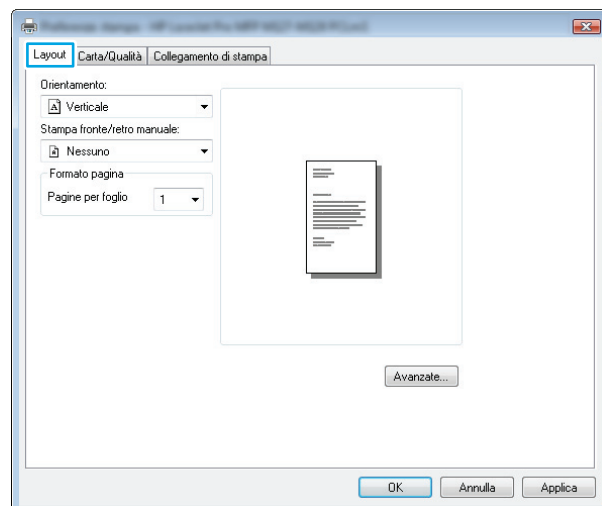 Layout
Carta/Qualità
Collegamento di stampa
Orientamento:
Verticale
Stampa fronte/retro manuale:
Nessuno
Formato pagina
Pagine per foglio
1
Avanzate...
OK
Annulla
Applica